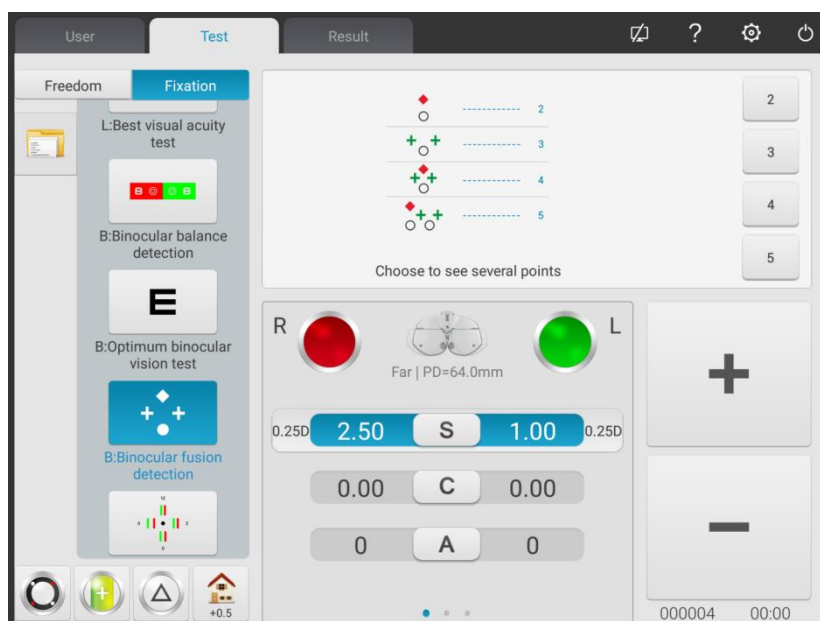 User
Test
Result
?
Freedom
Fixation
L:Best visual acuity
test
B:Binocular balance
detection
E
B:Optimum binocular
vision test
B:Binocular fusion
detection
+0.5
2
3
4
5
Choose to see several points
2
3
4
5
R
L
Far | PD=64.0mm
0.25D 2.50 S 1.00 0.25D
0.00 C 0.00
0 A 0
+
−
000004 00:00